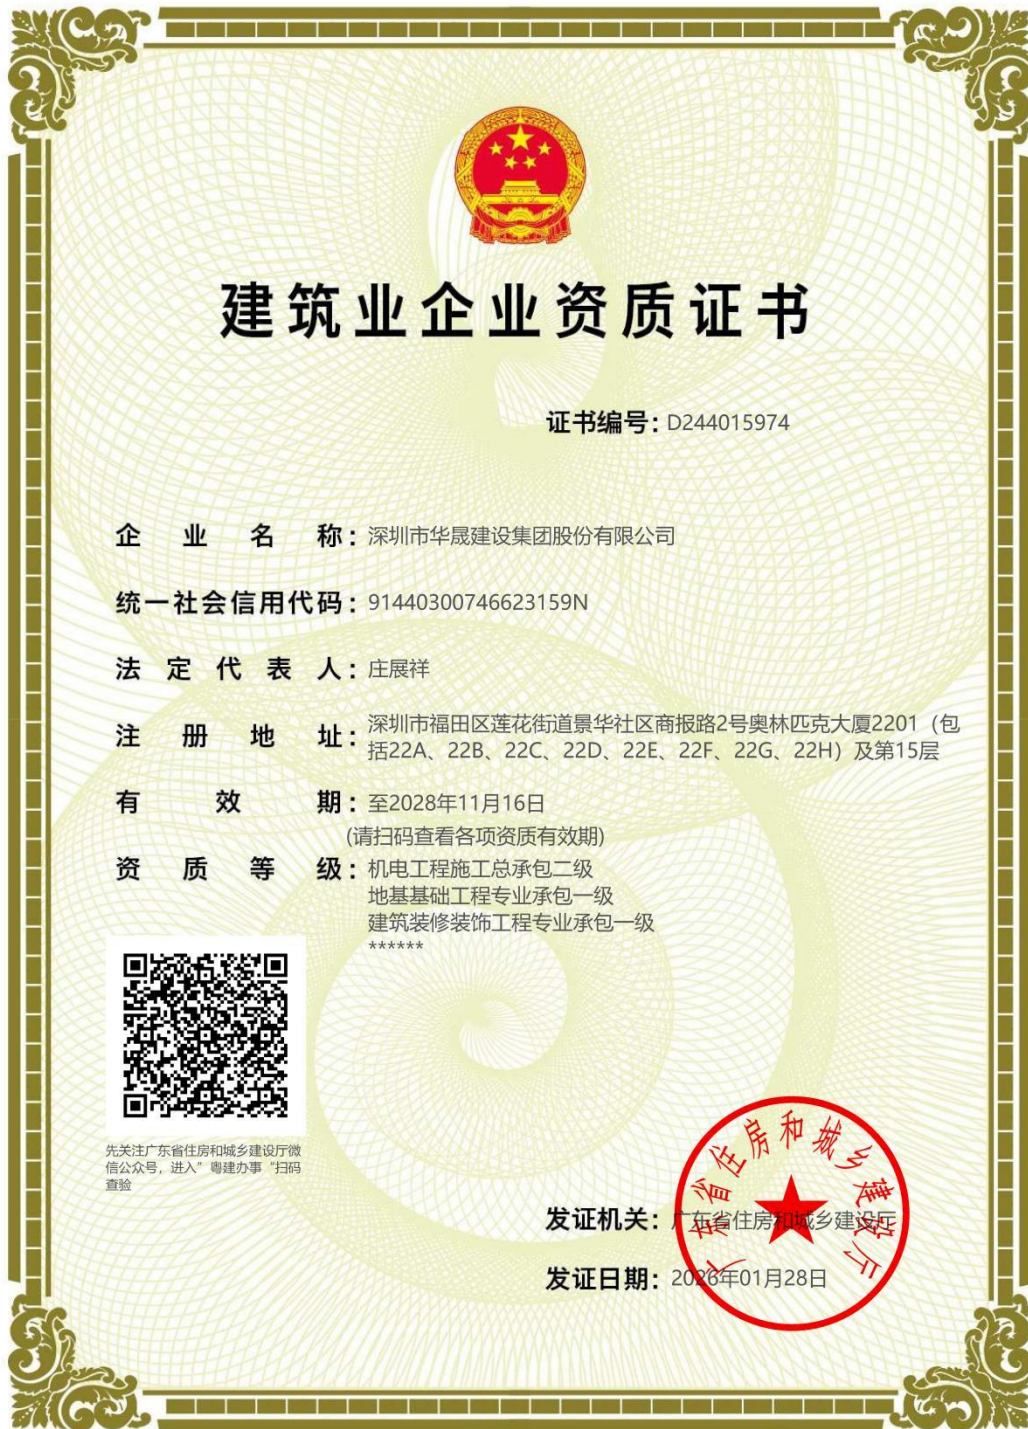 建筑业企业资质证书
证书编号：D244015974
企业名称：深圳市华晟建设集团股份有限公司
统一社会信用代码：91440300746623159N
法定代表人：庄展祥
注册地址：深圳市福田区莲花街道景华社区商报路2号奥林匹克大厦2201（包
括22A、22B、22C、22D、22E、22F、22G、22H）及第15层
有效期：至2028年11月16日
(请扫码查看各项资质有效期)
资质等级：机电工程施工总承包二级
地基基础工程专业承包一级
建筑装修装饰工程专业承包一级
******
先关注广东省住房和城乡建设厅微
信公众号，进入”粤建办事“扫码
查验
广东省住房和城乡建设厅
发证机关：广东省住房和城乡建设厅
发证日期：2026年01月28日